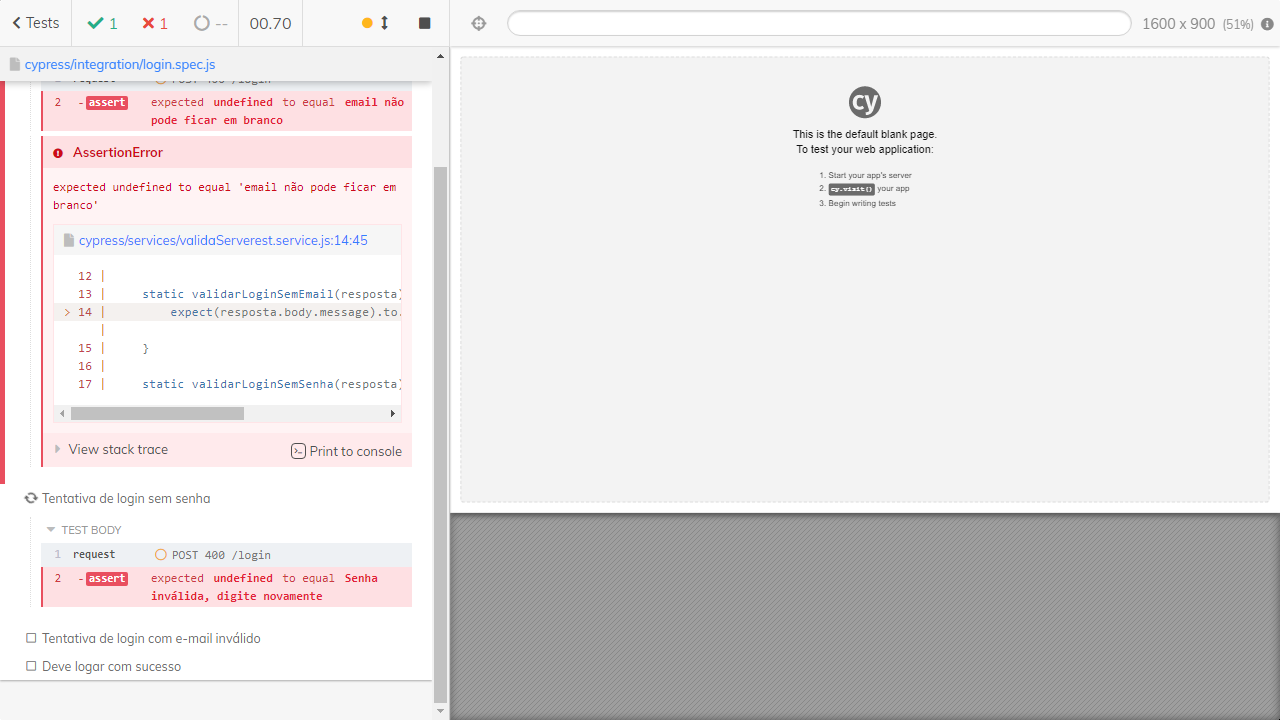 Tests
1
1
--
00.70
1600 x 900 (51%)
cypress/integration/login.spec.js
request POST 400 /login
2 -assert expected undefined to equal email não
pode ficar em branco
AssertionError
expected undefined to equal 'email não pode ficar em
branco'
cypress/services/validaServerest.service.js:14:45
12 |
13 | static validarLoginSemEmail(resposta)
> 14 | expect(resposta.body.message).to.
|
15 | }
16 |
17 | static validarLoginSemSenha(resposta)
View stack trace
Print to console
Tentativa de login sem senha
TEST BODY
1 request POST 400 /login
2 -assert expected undefined to equal Senha
inválida, digite novamente
Tentativa de login com e-mail inválido
Deve logar com sucesso
cy
This is the default blank page.
To test your web application:
1. Start your app's server
2. cy.visit() your app
3. Begin writing tests